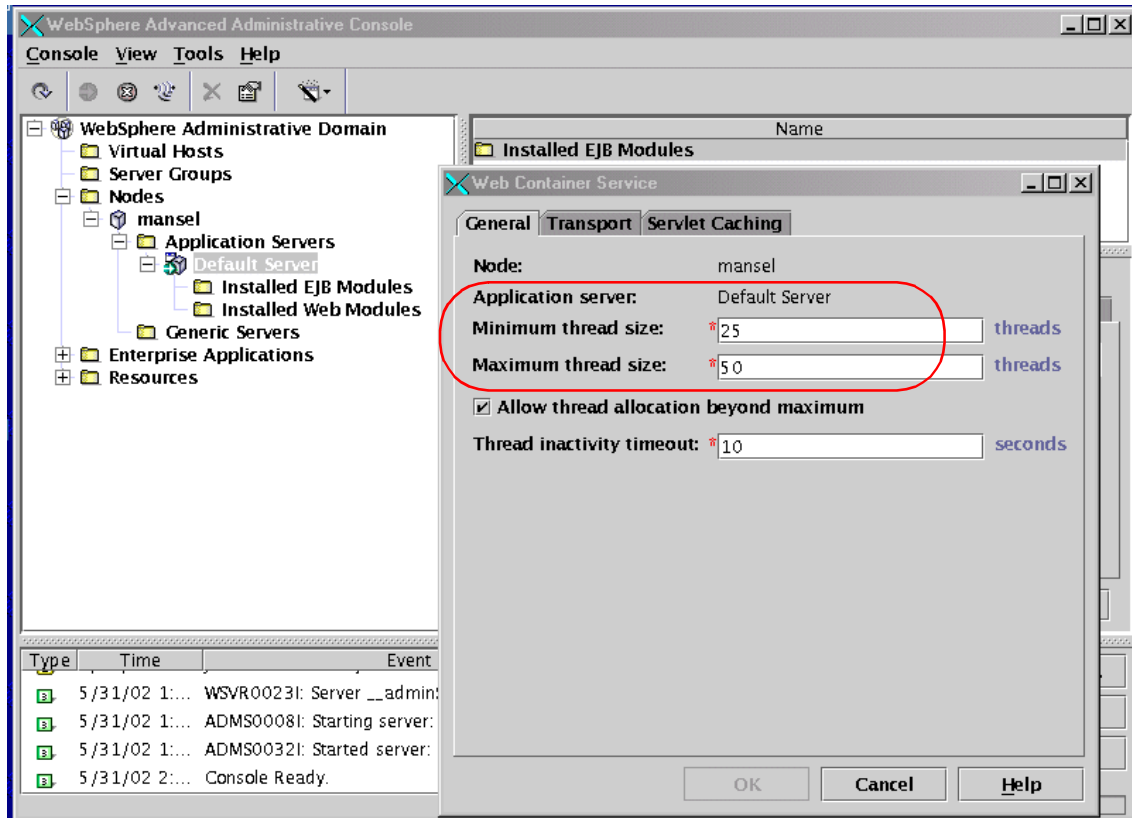 WebSphere Advanced Administrative Console
Console View Tools Help
WebSphere Administrative Domain
Virtual Hosts
Server Groups
Nodes
mansel
Application Servers
Default Server
Installed EJB Modules
Installed Web Modules
Generic Servers
Enterprise Applications
Resources
Name
Installed EJB Modules
Web Container Service
General Transport Servlet Caching
Node: mansel
Application server: Default Server
Minimum thread size: *25 threads
Maximum thread size: *50 threads
Allow thread allocation beyond maximum
Thread inactivity timeout: *10 seconds
OK Cancel Help
Type Time Event
5/31/02 1:... WSVR0023I: Server __admin
5/31/02 1:... ADMS0008I: Starting server:
5/31/02 1:... ADMS0032I: Started server:
5/31/02 2:... Console Ready.